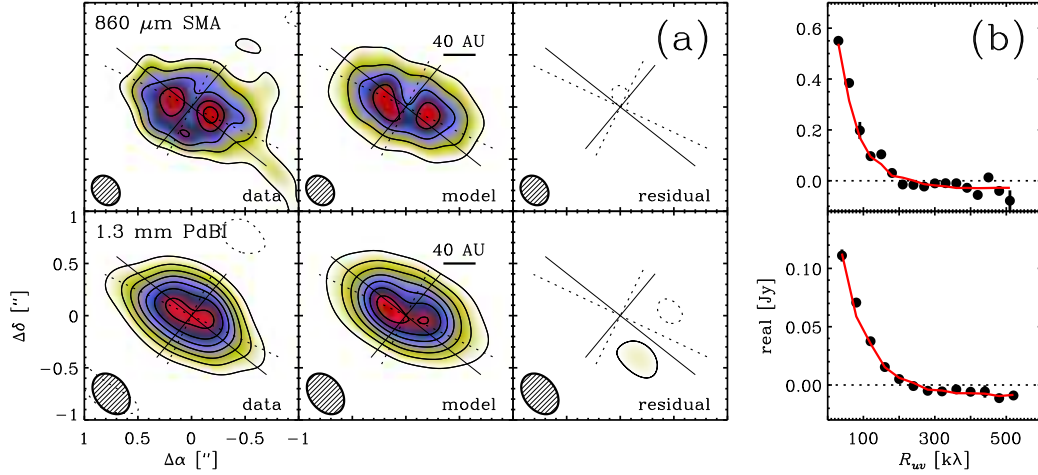 860 μm SMA
40 AU
(a)
(b)
data
model
residual
0.6
0.4
0.2
0.0
1.3 mm PdBI
40 AU
data
model
residual
1
0.5
0
-0.5
-1
Δδ ["]
1 0.5 0 -0.5 -1
Δα ["]
real [Jy]
0.10
0.05
0.00
100 300 500
R_uv [kλ]